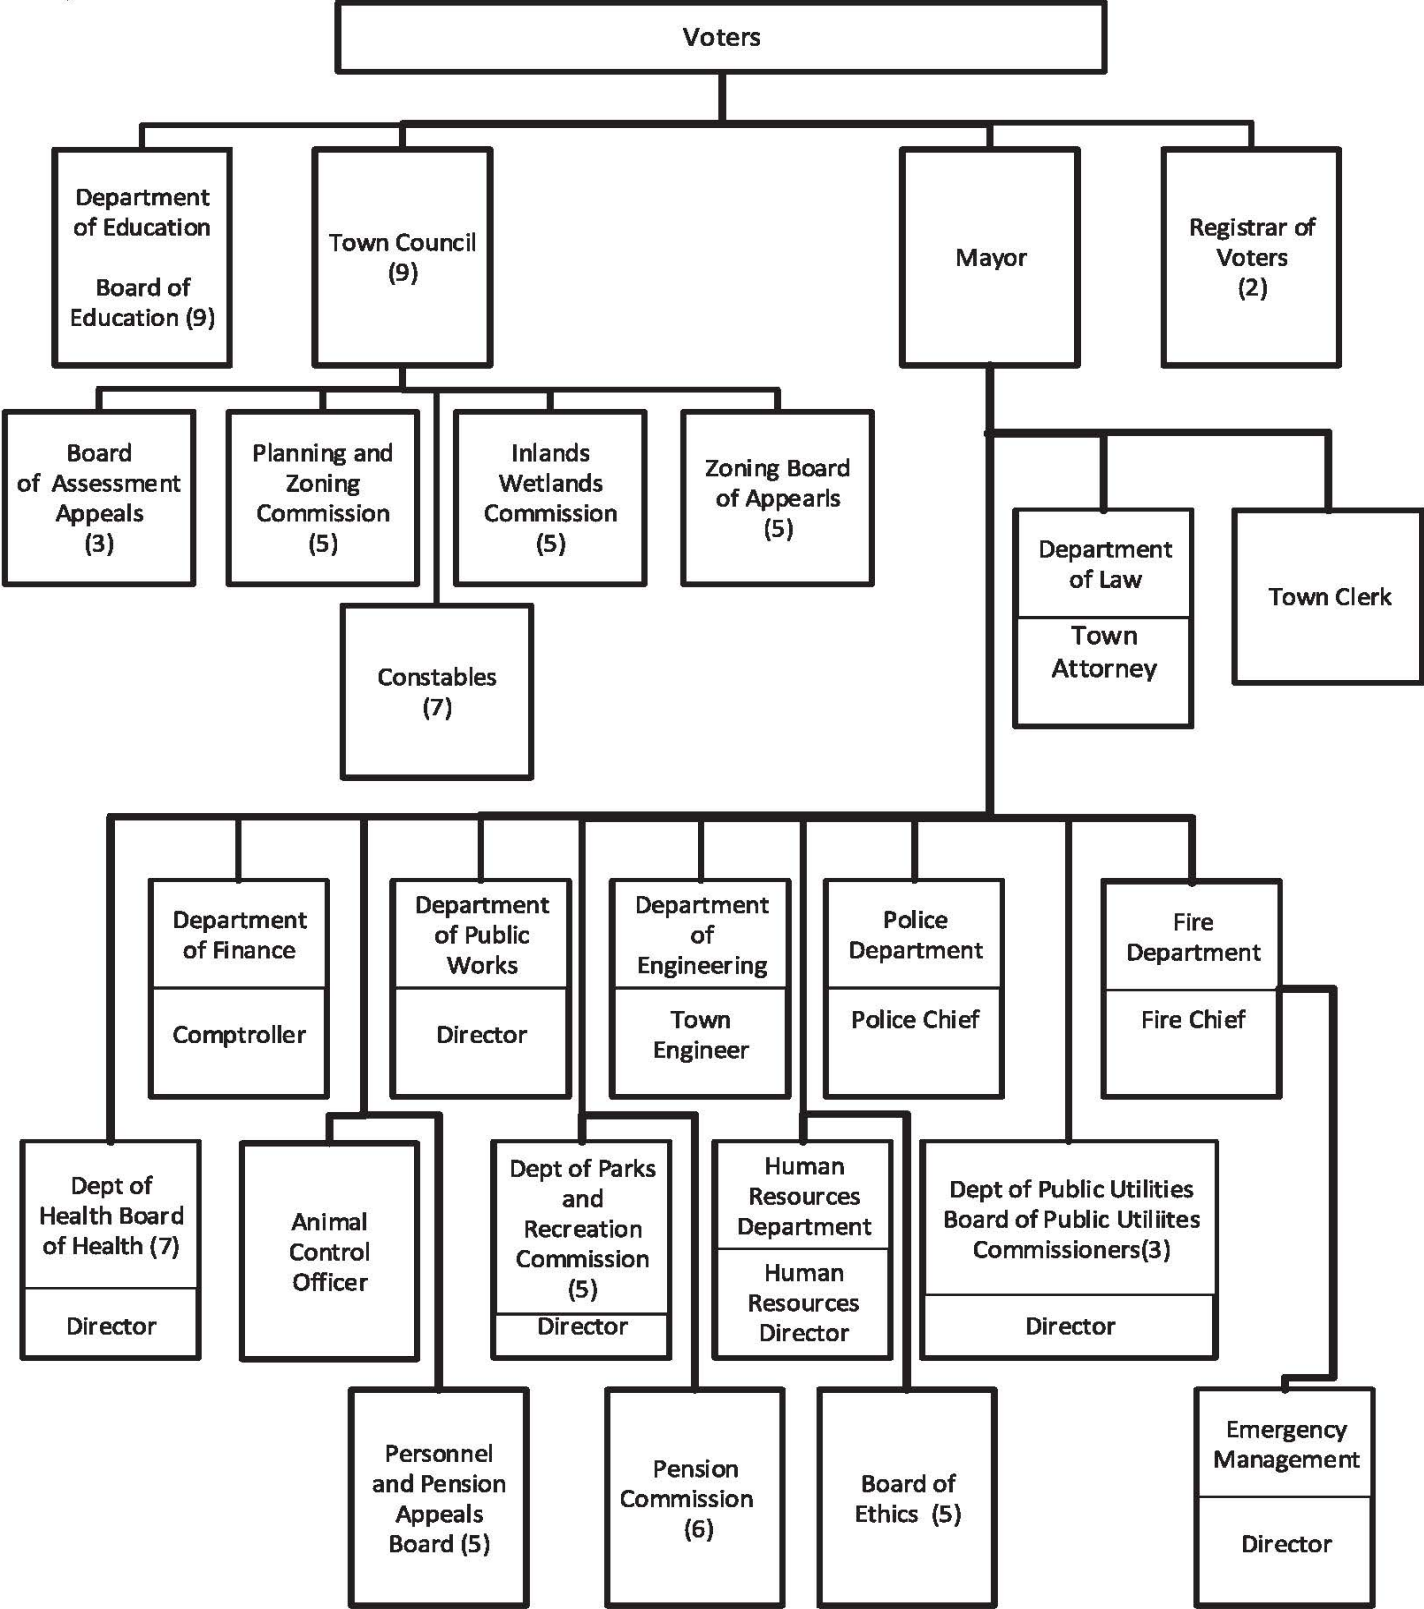 Voters
Department
of Education
Board of
Education (9)
Town Council
(9)
Mayor
Registrar of
Voters
(2)
Board
of Assessment
Appeals
(3)
Planning and
Zoning
Commission
(5)
Inlands
Wetlands
Commission
(5)
Zoning Board
of Appearls
(5)
Department
of Law
Town
Attorney
Town Clerk
Constables
(7)
Department
of Finance
Comptroller
Department
of Public
Works
Director
Department
of
Engineering
Town
Engineer
Police
Department
Police Chief
Fire
Department
Fire Chief
Dept of
Health Board
of Health (7)
Director
Animal
Control
Officer
Dept of Parks
and
Recreation
Commission
(5)
Director
Human
Resources
Department
Human
Resources
Director
Dept of Public Utilities
Board of Public Utiliites
Commissioners(3)
Director
Personnel
and Pension
Appeals
Board (5)
Pension
Commission
(6)
Board of
Ethics (5)
Emergency
Management
Director